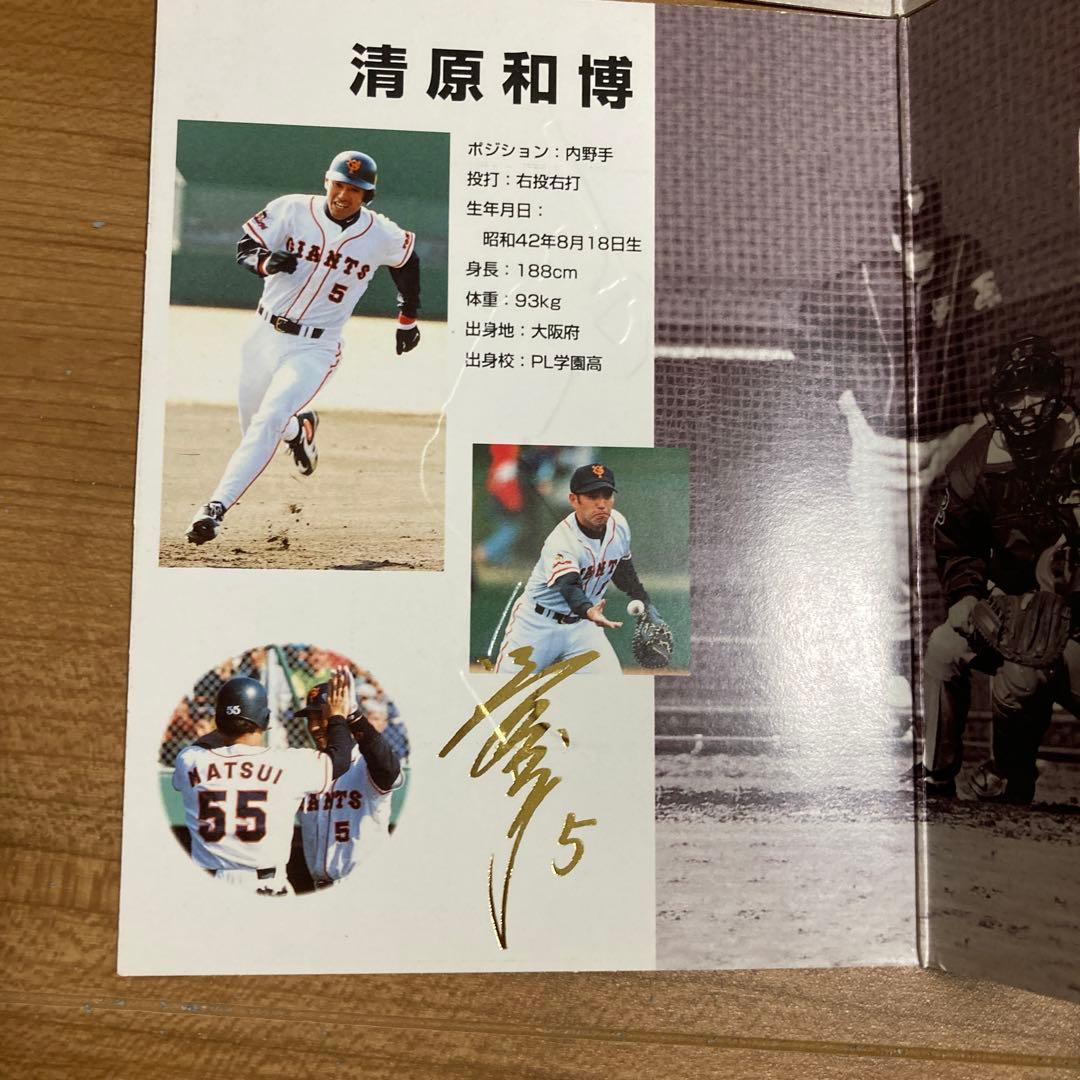 清原和博
ポジション：内野手
投打：右投右打
生年月日：
昭和42年8月18日生
身長：188cm
体重：93kg
出身地：大阪府
出身校：PL学園高
GIANTS
5
55
MATSUI
55
5
5